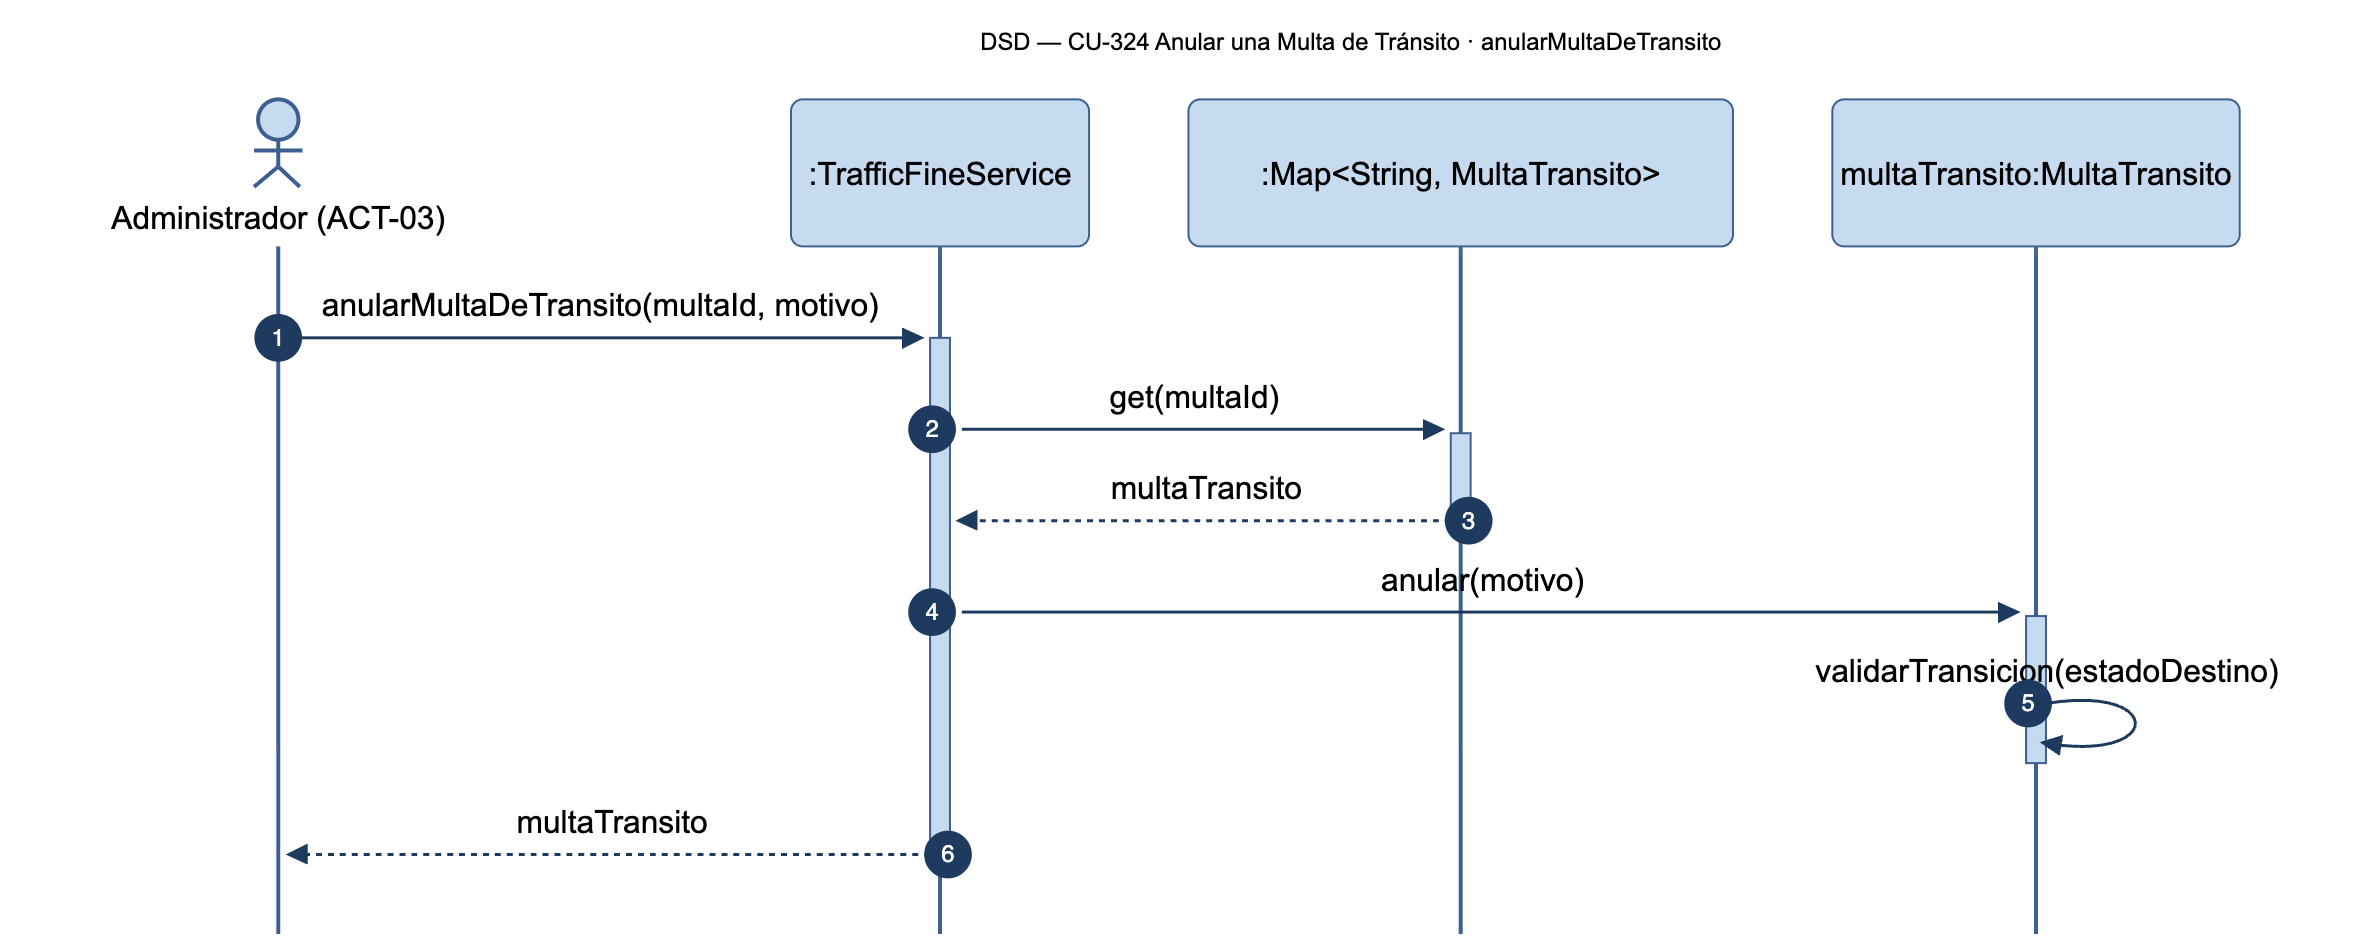 DSD — CU-324 Anular una Multa de Tránsito · anularMultaDeTransito
Administrador (ACT-03)
:TrafficFineService
:Map<String, MultaTransito>
multaTransito:MultaTransito
anularMultaDeTransito(multaId, motivo)
1
get(multaId)
2
multaTransito
3
anular(motivo)
4
validarTransicion(estadoDestino)
5
multaTransito
6